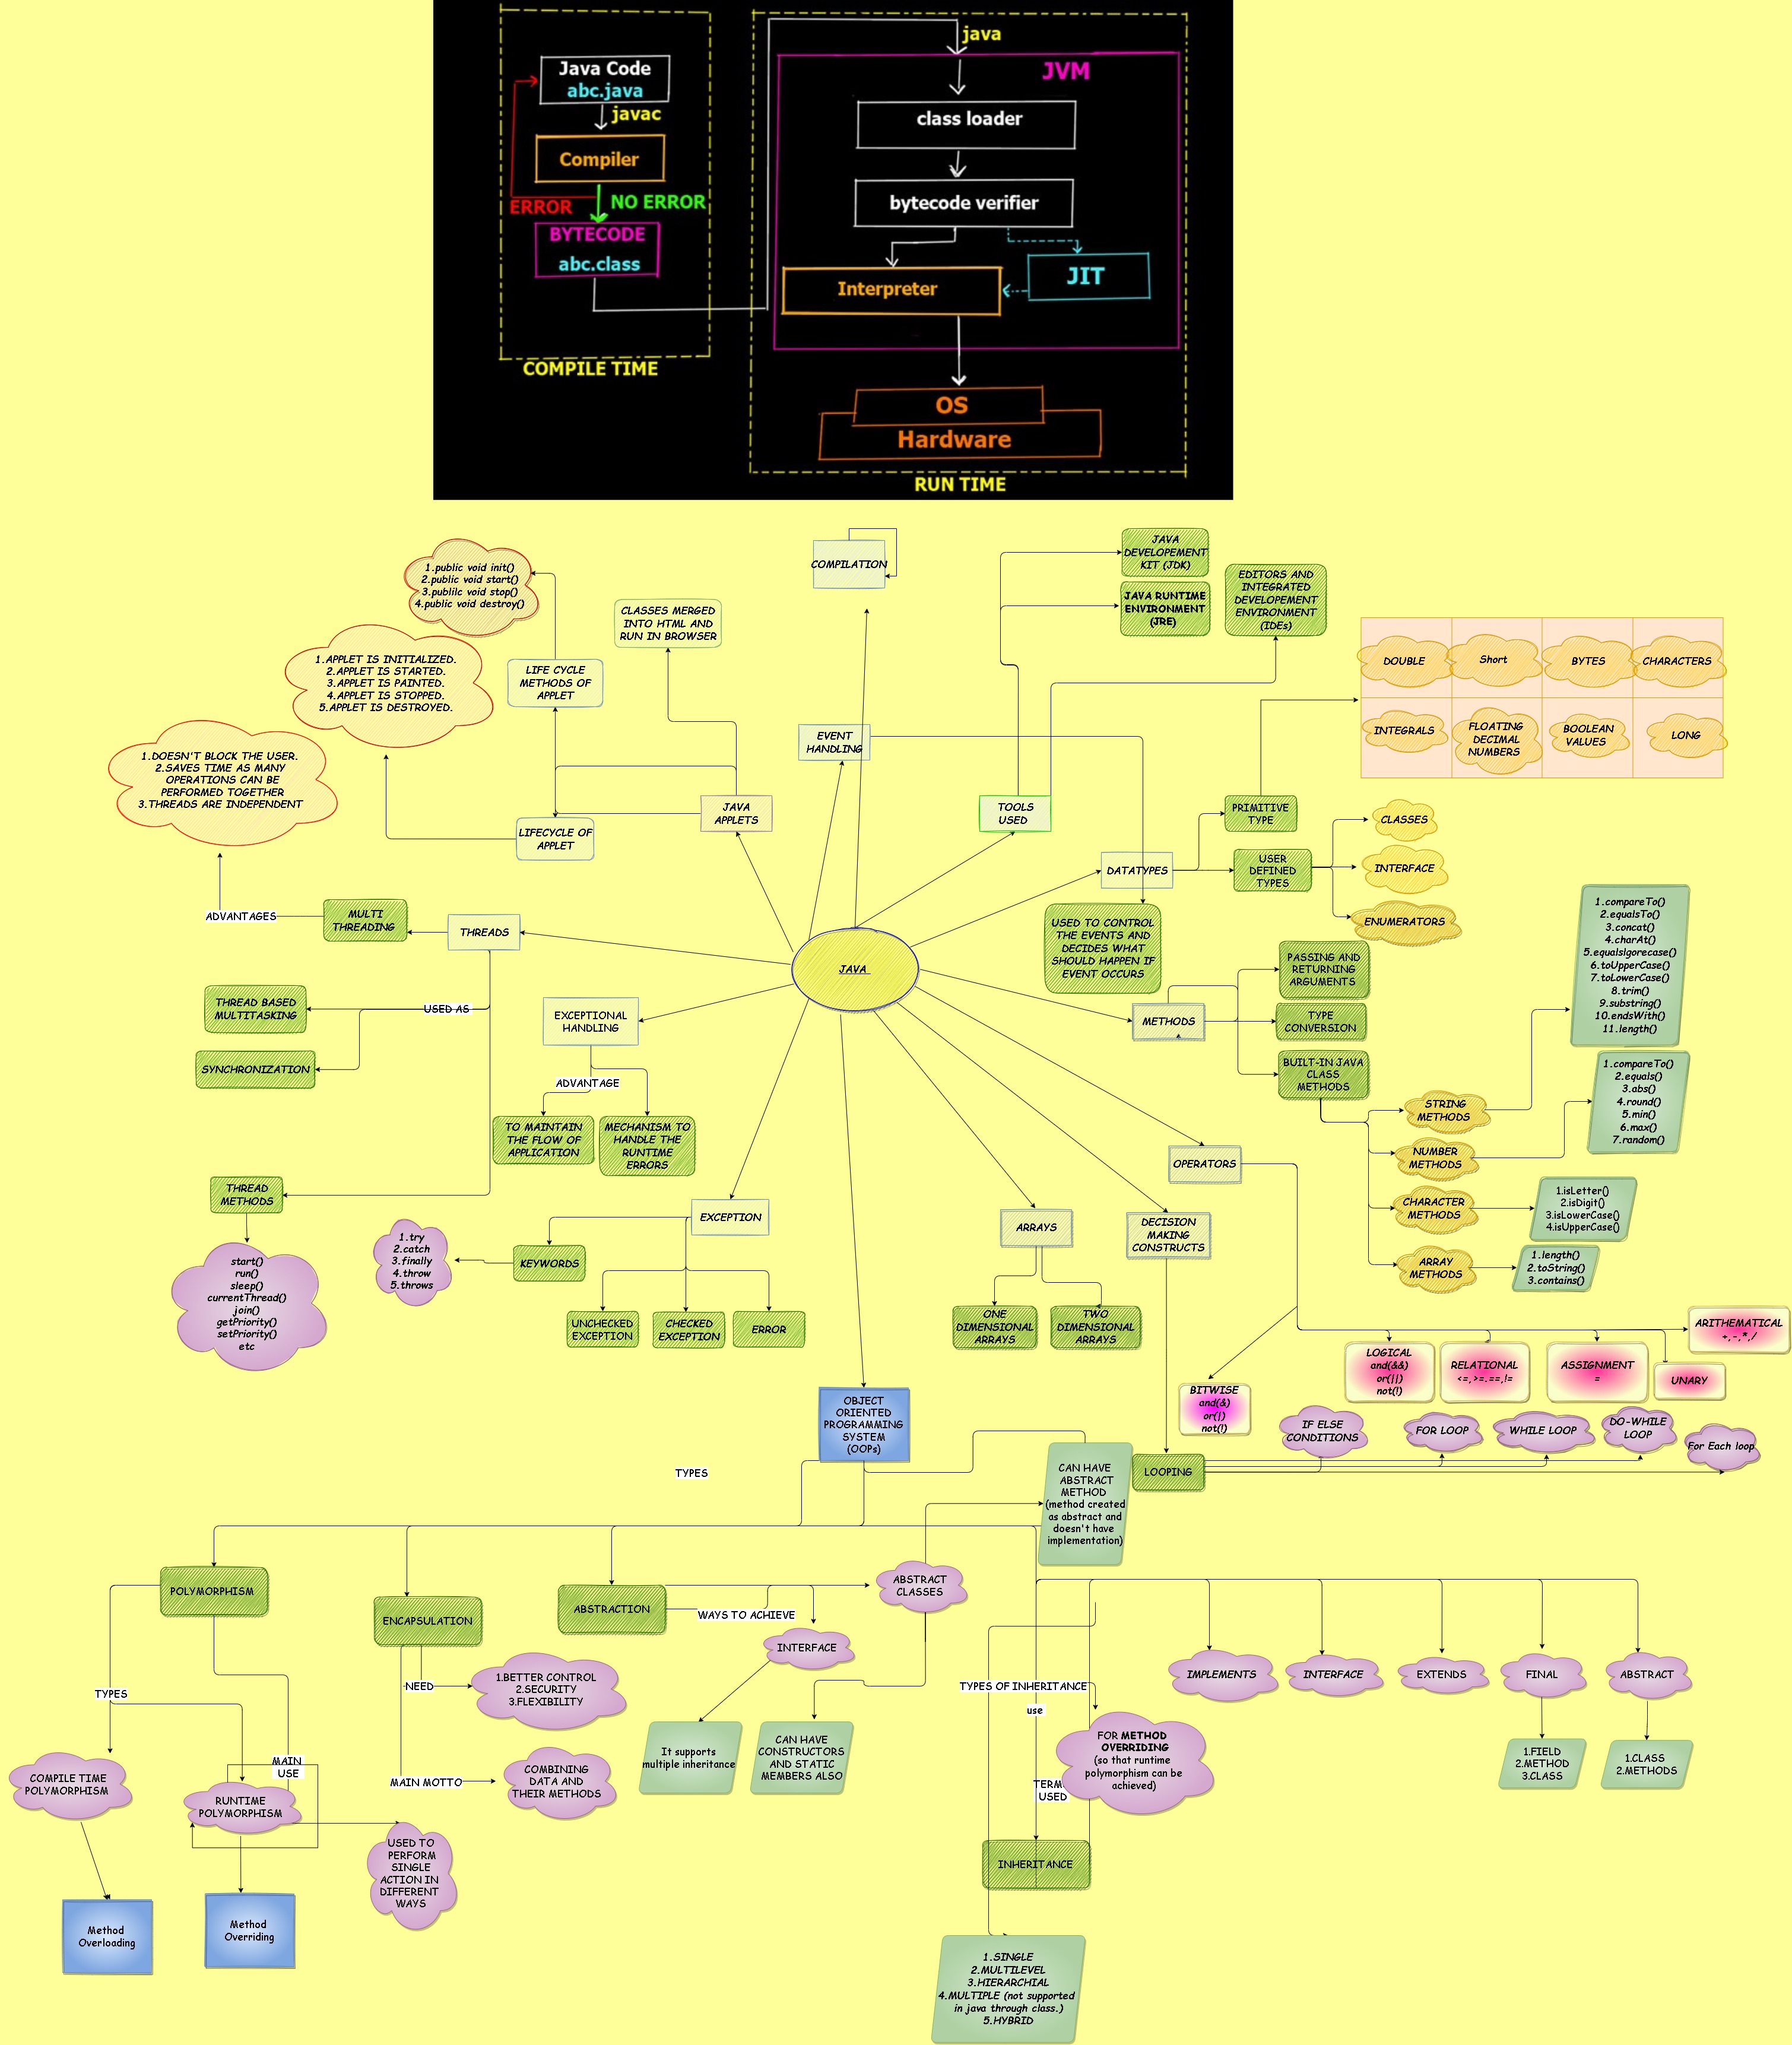 java
JVM
Java Code
abc.java
javac
Compiler
ERROR
NO ERROR
BYTECODE
abc.class
COMPILE TIME
class loader
bytecode verifier
Interpreter
JIT
OS
Hardware
RUN TIME
COMPILATION
JAVA
DEVELOPEMENT
KIT (JDK)
JAVA RUNTIME
ENVIRONMENT
(JRE)
EDITORS AND
INTEGRATED
DEVELOPEMENT
ENVIRONMENT
(IDEs)
1.public void init()
2.public void start()
3.publilc void stop()
4.public void destroy()
CLASSES MERGED
INTO HTML AND
RUN IN BROWSER
1.APPLET IS INITIALIZED.
2.APPLET IS STARTED.
3.APPLET IS PAINTED.
4.APPLET IS STOPPED.
5.APPLET IS DESTROYED.
LIFE CYCLE
METHODS OF
APPLET
DOUBLE
Short
BYTES
CHARACTERS
INTEGRALS
FLOATING
DECIMAL
NUMBERS
BOOLEAN
VALUES
LONG
EVENT
HANDLING
1.DOESN'T BLOCK THE USER.
2.SAVES TIME AS MANY
OPERATIONS CAN BE
PERFORMED TOGETHER
3.THREADS ARE INDEPENDENT
JAVA
APPLETS
TOOLS
USED
PRIMITIVE
TYPE
LIFECYCLE OF
APPLET
CLASSES
DATATYPES
USER
DEFINED
TYPES
INTERFACE
ENUMERATORS
ADVANTAGES
MULTI
THREADING
THREADS
USED TO CONTROL
THE EVENTS AND
DECIDES WHAT
SHOULD HAPPEN IF
EVENT OCCURS
1.compareTo()
2.equalsTo()
3.concat()
4.charAt()
5.equalsIgorecase()
6.toUpperCase()
7.toLowerCase()
8.trim()
9.substring()
10.endsWith()
11.length()
JAVA
PASSING AND
RETURNING
ARGUMENTS
THREAD BASED
MULTITASKING
USED AS
EXCEPTIONAL
HANDLING
METHODS
TYPE
CONVERSION
SYNCHRONIZATION
ADVANTAGE
BUILT-IN JAVA
CLASS
METHODS
1.compareTo()
2.equals()
3.abs()
4.round()
5.min()
6.max()
7.random()
STRING
METHODS
TO MAINTAIN
THE FLOW OF
APPLICATION
MECHANISM TO
HANDLE THE
RUNTIME
ERRORS
NUMBER
METHODS
OPERATORS
THREAD
METHODS
CHARACTER
METHODS
1.isLetter()
2.isDigit()
3.isLowerCase()
4.isUpperCase()
EXCEPTION
ARRAYS
DECISION
MAKING
CONSTRUCTS
1.try
2.catch
3.finally
4.throw
5.throws
KEYWORDS
ARRAY
METHODS
1.length()
2.toString()
3.contains()
start()
run()
sleep()
currentThread()
join()
getPriority()
setPriority()
etc
UNCHECKED
EXCEPTION
CHECKED
EXCEPTION
ERROR
ONE
DIMENSIONAL
ARRAYS
TWO
DIMENSIONAL
ARRAYS
ARITHEMATICAL
+,-,*,/
LOGICAL
and(&&)
or(||)
not(!)
RELATIONAL
<=,>=.==,!=
ASSIGNMENT
=
UNARY
BITWISE
and(&)
or(|)
not(!)
OBJECT
ORIENTED
PROGRAMMING
SYSTEM
(OOPs)
IF ELSE
CONDITIONS
FOR LOOP
WHILE LOOP
DO-WHILE
LOOP
For Each loop
TYPES
LOOPING
CAN HAVE
ABSTRACT
METHOD
(method created
as abstract and
doesn't have
implementation)
POLYMORPHISM
ENCAPSULATION
ABSTRACTION
WAYS TO ACHIEVE
ABSTRACT
CLASSES
INTERFACE
IMPLEMENTS
INTERFACE
EXTENDS
FINAL
ABSTRACT
TYPES
NEED
1.BETTER CONTROL
2.SECURITY
3.FLEXIBILITY
TYPES OF INHERITANCE
use
FOR METHOD
OVERRIDING
(so that runtime
polymorphism can be
achieved)
It supports
multiple inheritance
CAN HAVE
CONSTRUCTORS
AND STATIC
MEMBERS ALSO
1.FIELD
2.METHOD
3.CLASS
1.CLASS
2.METHODS
MAIN
USE
COMPILE TIME
POLYMORPHISM
MAIN MOTTO
COMBINING
DATA AND
THEIR METHODS
TERM
USED
RUNTIME
POLYMORPHISM
USED TO
PERFORM
SINGLE
ACTION IN
DIFFERENT
WAYS
INHERITANCE
Method
Overloading
Method
Overriding
1.SINGLE
2.MULTILEVEL
3.HIERARCHIAL
4.MULTIPLE (not supported
in java through class.)
5.HYBRID